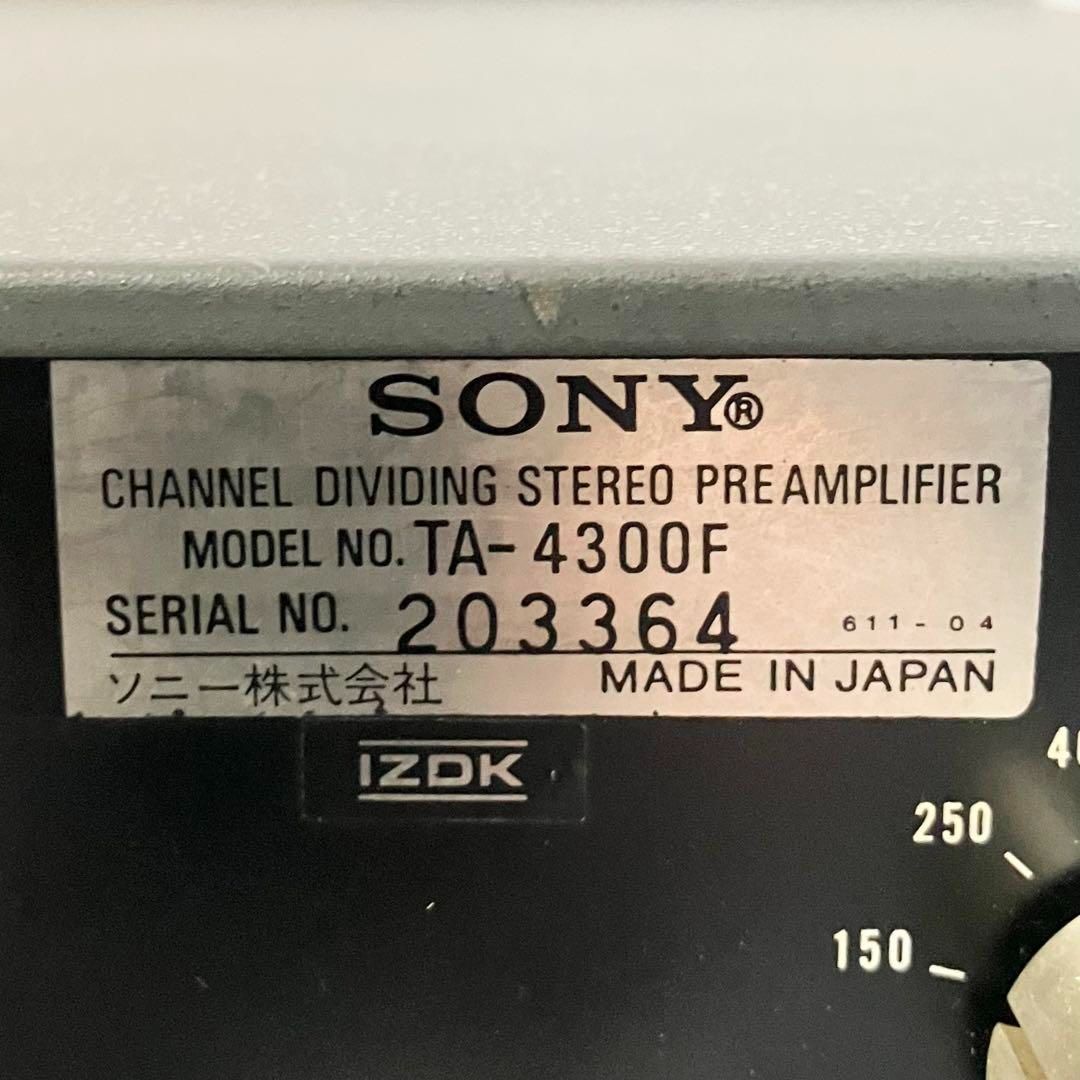 SONY®
CHANNEL DIVIDING STEREO PREAMPLIFIER
MODEL NO. TA-4300F
SERIAL NO. 203364 611-04
ソニー株式会社 MADE IN JAPAN
IZDK
250
150